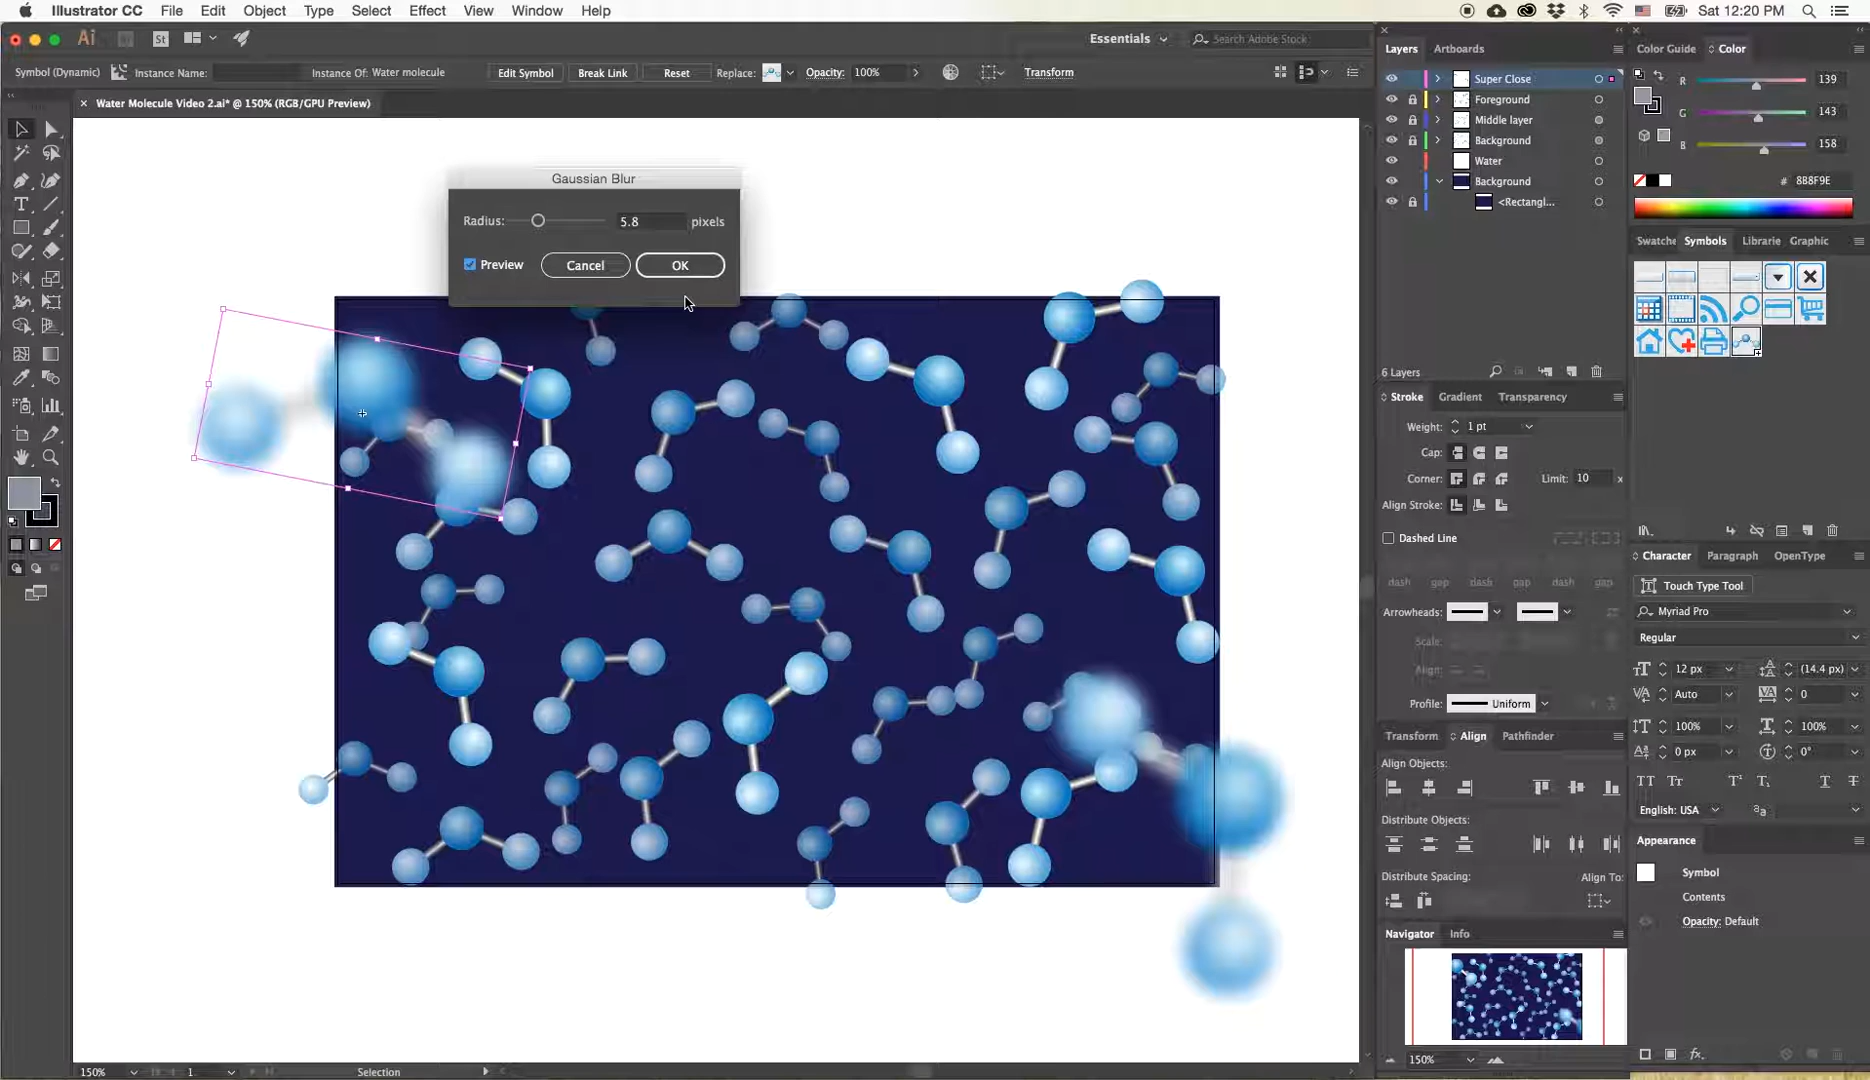 Illustrator CC File Edit Object Type Select Effect View Window Help Sat 12:20 PM
Ai Br St Essentials Search Adobe Stock
Symbol (Dynamic) Instance Name: Instance Of: Water molecule Edit Symbol Break Link Reset Replace: Opacity: 100% Transform
× Water Molecule Video 2.ai* @ 150% (RGB/GPU Preview)
Gaussian Blur
Radius: 5.8 pixels
Preview Cancel OK
Layers Artboards
Super Close
Foreground
Middle layer
Background
Water
Background
<Rectangl...
6 Layers
Color Guide Color
R 139
G 143
B 158
# 8B8F9E
Swatche Symbols Librarie Graphic
Stroke Gradient Transparency
Weight: 1 pt
Cap:
Corner: Limit: 10 x
Align Stroke:
Dashed Line
dash gap dash gap dash gap
Arrowheads:
Scale:
Align:
Profile: Uniform
Transform Align Pathfinder
Align Objects:
Distribute Objects:
Distribute Spacing: Align To:
Navigator Info
150%
Character Paragraph OpenType
Touch Type Tool
Myriad Pro
Regular
12 px (14.4 px)
Auto 0
100% 100%
0 px 0°
English: USA
Appearance
Symbol
Contents
Opacity: Default
fx
150% 1 Selection